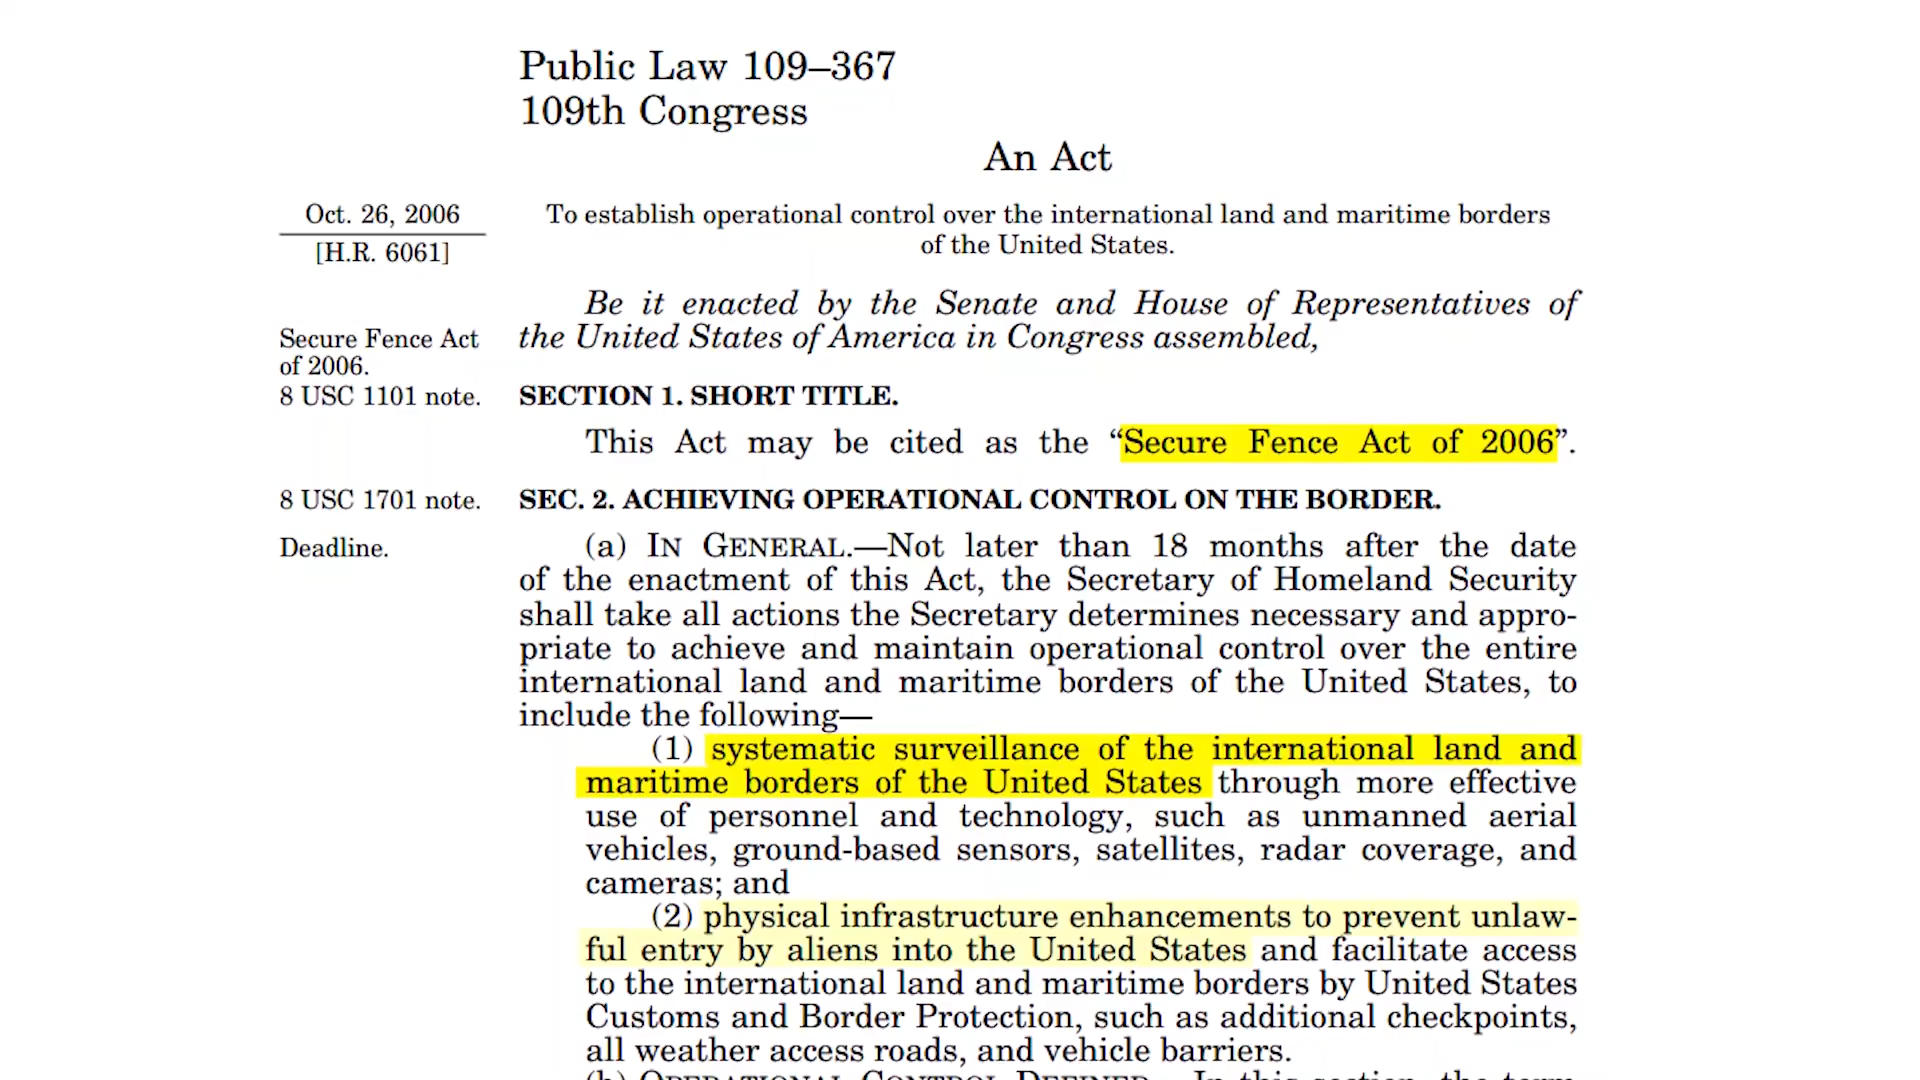 Public Law 109–367
109th Congress
An Act
Oct. 26, 2006
[H.R. 6061]
To establish operational control over the international land and maritime borders
of the United States.
Be it enacted by the Senate and House of Representatives of
the United States of America in Congress assembled,
Secure Fence Act
of 2006.
8 USC 1101 note.
SECTION 1. SHORT TITLE.
This Act may be cited as the “Secure Fence Act of 2006”.
8 USC 1701 note.
SEC. 2. ACHIEVING OPERATIONAL CONTROL ON THE BORDER.
Deadline.
(a) IN GENERAL.—Not later than 18 months after the date
of the enactment of this Act, the Secretary of Homeland Security
shall take all actions the Secretary determines necessary and appro-
priate to achieve and maintain operational control over the entire
international land and maritime borders of the United States, to
include the following—
(1) systematic surveillance of the international land and
maritime borders of the United States through more effective
use of personnel and technology, such as unmanned aerial
vehicles, ground-based sensors, satellites, radar coverage, and
cameras; and
(2) physical infrastructure enhancements to prevent unlaw-
ful entry by aliens into the United States and facilitate access
to the international land and maritime borders by United States
Customs and Border Protection, such as additional checkpoints,
all weather access roads, and vehicle barriers.
(b) OPERATIONAL CONTROL DEFINED.—In this section, the term